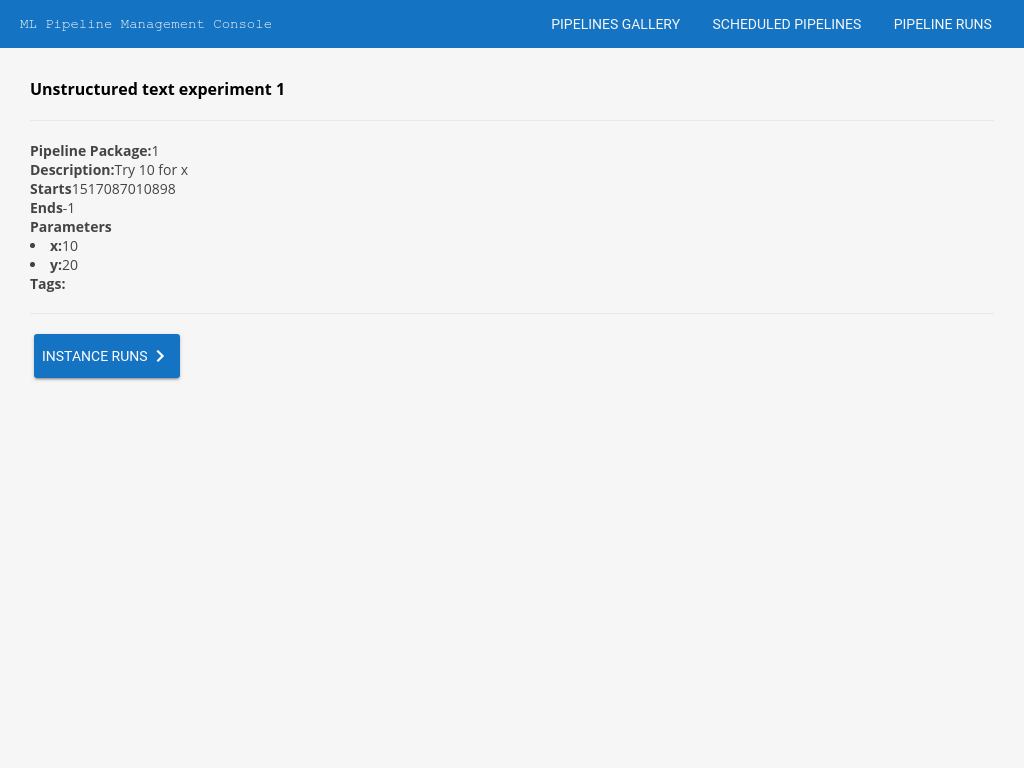 ML Pipeline Management Console
PIPELINES GALLERY
SCHEDULED PIPELINES
PIPELINE RUNS
Unstructured text experiment 1
Pipeline Package:1
Description:Try 10 for x
Starts1517087010898
Ends-1
Parameters
x:10
y:20
Tags:
INSTANCE RUNS